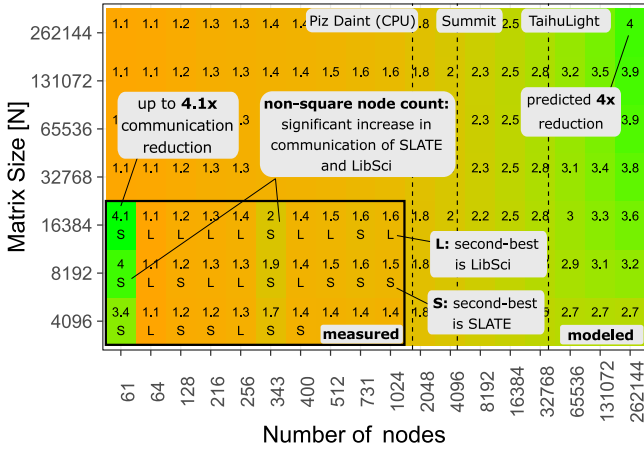 Piz Daint (CPU) Summit TaihuLight
262144 1.1 1.1 1.2 1.3 1.3 1.4 1.4 1.8 2.5 4
131072 1.1 1.1 1.2 1.3 1.3 1.4 1.4 1.5 1.6 1.6 1.8 2 2.3 2.5 2.8 3.2 3.5 3.9
up to 4.1x
communication
reduction
non-square node count:
significant increase in
communication of SLATE
and LibSci
predicted 4x
reduction
65536 1.3 2.3 2.5 3.9
32768 1.1 1.1 1.2 1.3 1.3 2.3 2.5 2.8 3.1 3.4 3.8
16384 4.1 1.1 1.2 1.3 1.4 2 1.4 1.5 1.6 1.6 1.8 2 2.2 2.5 2.8 3 3.3 3.6
S L L L L S L L S L
L: second-best
is LibSci
8192 4 1.1 1.2 1.3 1.3 1.9 1.4 1.5 1.6 1.5 1.8 2.9 3.1 3.2
S L S S L S L S S S
S: second-best
is SLATE
4096 3.4 1.1 1.2 1.2 1.3 1.7 1.4 1.4 1.4 1.4 1.8 2.7 2.7 2.7
S L S S L S S
measured modeled
61 64 128 216 256 343 400 512 731 1024 2048 4096 8192 16384 32768 65536 131072 262144
Number of nodes
Matrix Size [N]